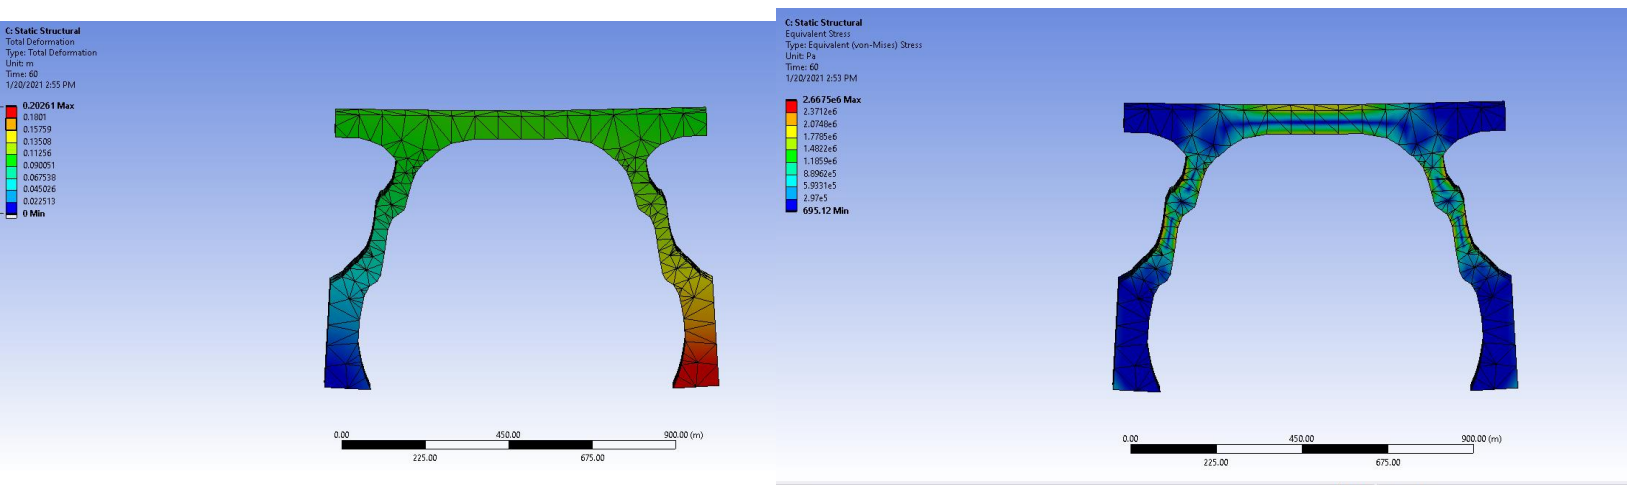 C: Static Structural
Total Deformation
Type: Total Deformation
Unit: m
Time: 60
1/20/2021 2:55 PM
0.20261 Max
0.1801
0.15759
0.13508
0.11256
0.090051
0.067538
0.045026
0.022513
0 Min
0.00
450.00
900.00 (m)
225.00
675.00
C: Static Structural
Equivalent Stress
Type: Equivalent (von-Mises) Stress
Unit: Pa
Time: 60
1/20/2021 2:53 PM
2.6675e6 Max
2.3712e6
2.0748e6
1.7785e6
1.4822e6
1.1859e6
8.8962e5
5.9331e5
2.97e5
695.12 Min
0.00
450.00
900.00 (m)
225.00
675.00